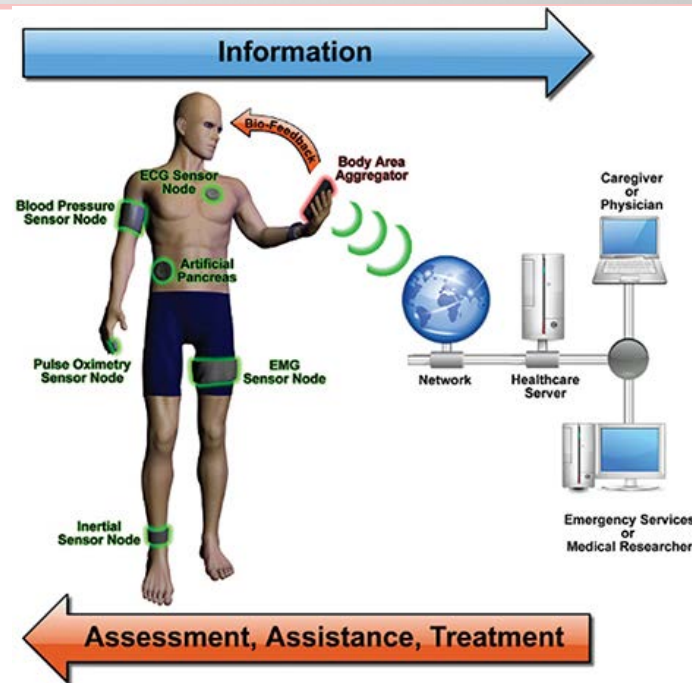 Information
Bio-Feedback
Body Area
Aggregator
ECG Sensor
Node
Blood Pressure
Sensor Node
Artificial
Pancreas
Pulse Oximetry
Sensor Node
EMG
Sensor Node
Inertial
Sensor Node
Caregiver
or
Physician
Network
Healthcare
Server
Emergency Services
or
Medical Researcher
Assessment, Assistance, Treatment